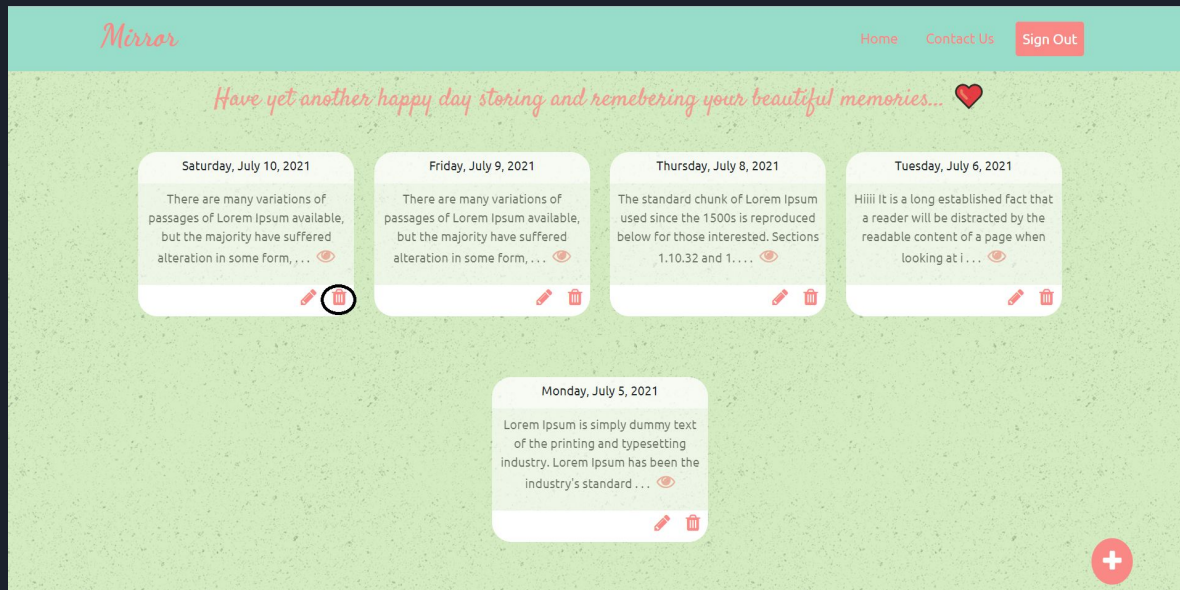 Mirror
Home
Contact Us
Sign Out
Have yet another happy day storing and remebering your beautiful memories...
Saturday, July 10, 2021
There are many variations of
passages of Lorem Ipsum available,
but the majority have suffered
alteration in some form, . . .
Friday, July 9, 2021
There are many variations of
passages of Lorem Ipsum available,
but the majority have suffered
alteration in some form, . . .
Thursday, July 8, 2021
The standard chunk of Lorem Ipsum
used since the 1500s is reproduced
below for those interested. Sections
1.10.32 and 1. . . .
Tuesday, July 6, 2021
Hiiii It is a long established fact that
a reader will be distracted by the
readable content of a page when
looking at i . . .
Monday, July 5, 2021
Lorem Ipsum is simply dummy text
of the printing and typesetting
industry. Lorem Ipsum has been the
industry's standard . . .